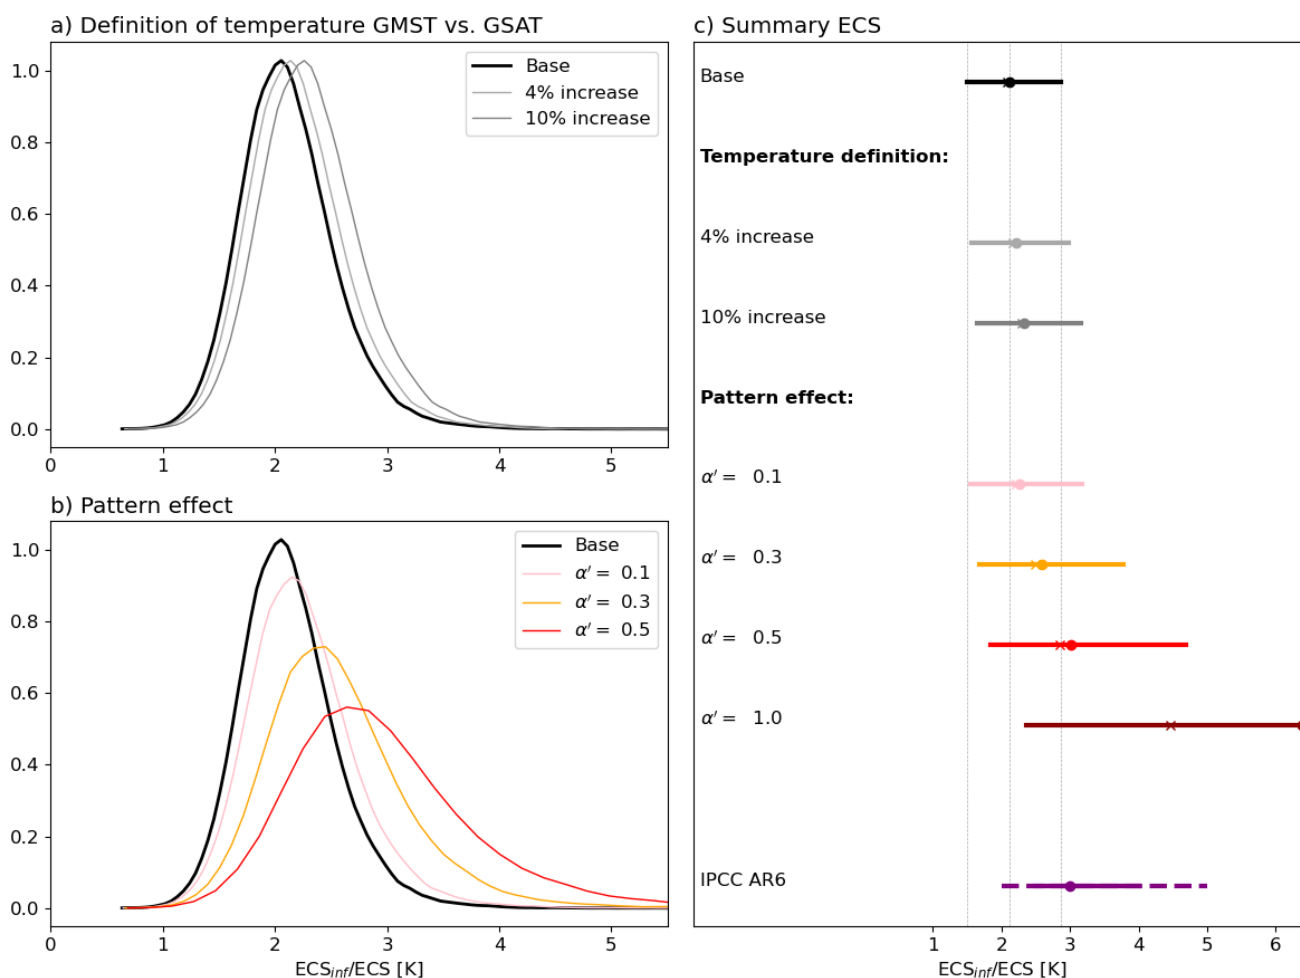 a) Definition of temperature GMST vs. GSAT
1.0
0.8
0.6
0.4
0.2
0.0
0 1 2 3 4 5
Base
4% increase
10% increase
b) Pattern effect
1.0
0.8
0.6
0.4
0.2
0.0
0 1 2 3 4 5
ECS_inf/ECS [K]
Base
α′ = 0.1
α′ = 0.3
α′ = 0.5
c) Summary ECS
Base
Temperature definition:
4% increase
10% increase
Pattern effect:
α′ = 0.1
α′ = 0.3
α′ = 0.5
α′ = 1.0
IPCC AR6
1 2 3 4 5 6
ECS_inf/ECS [K]